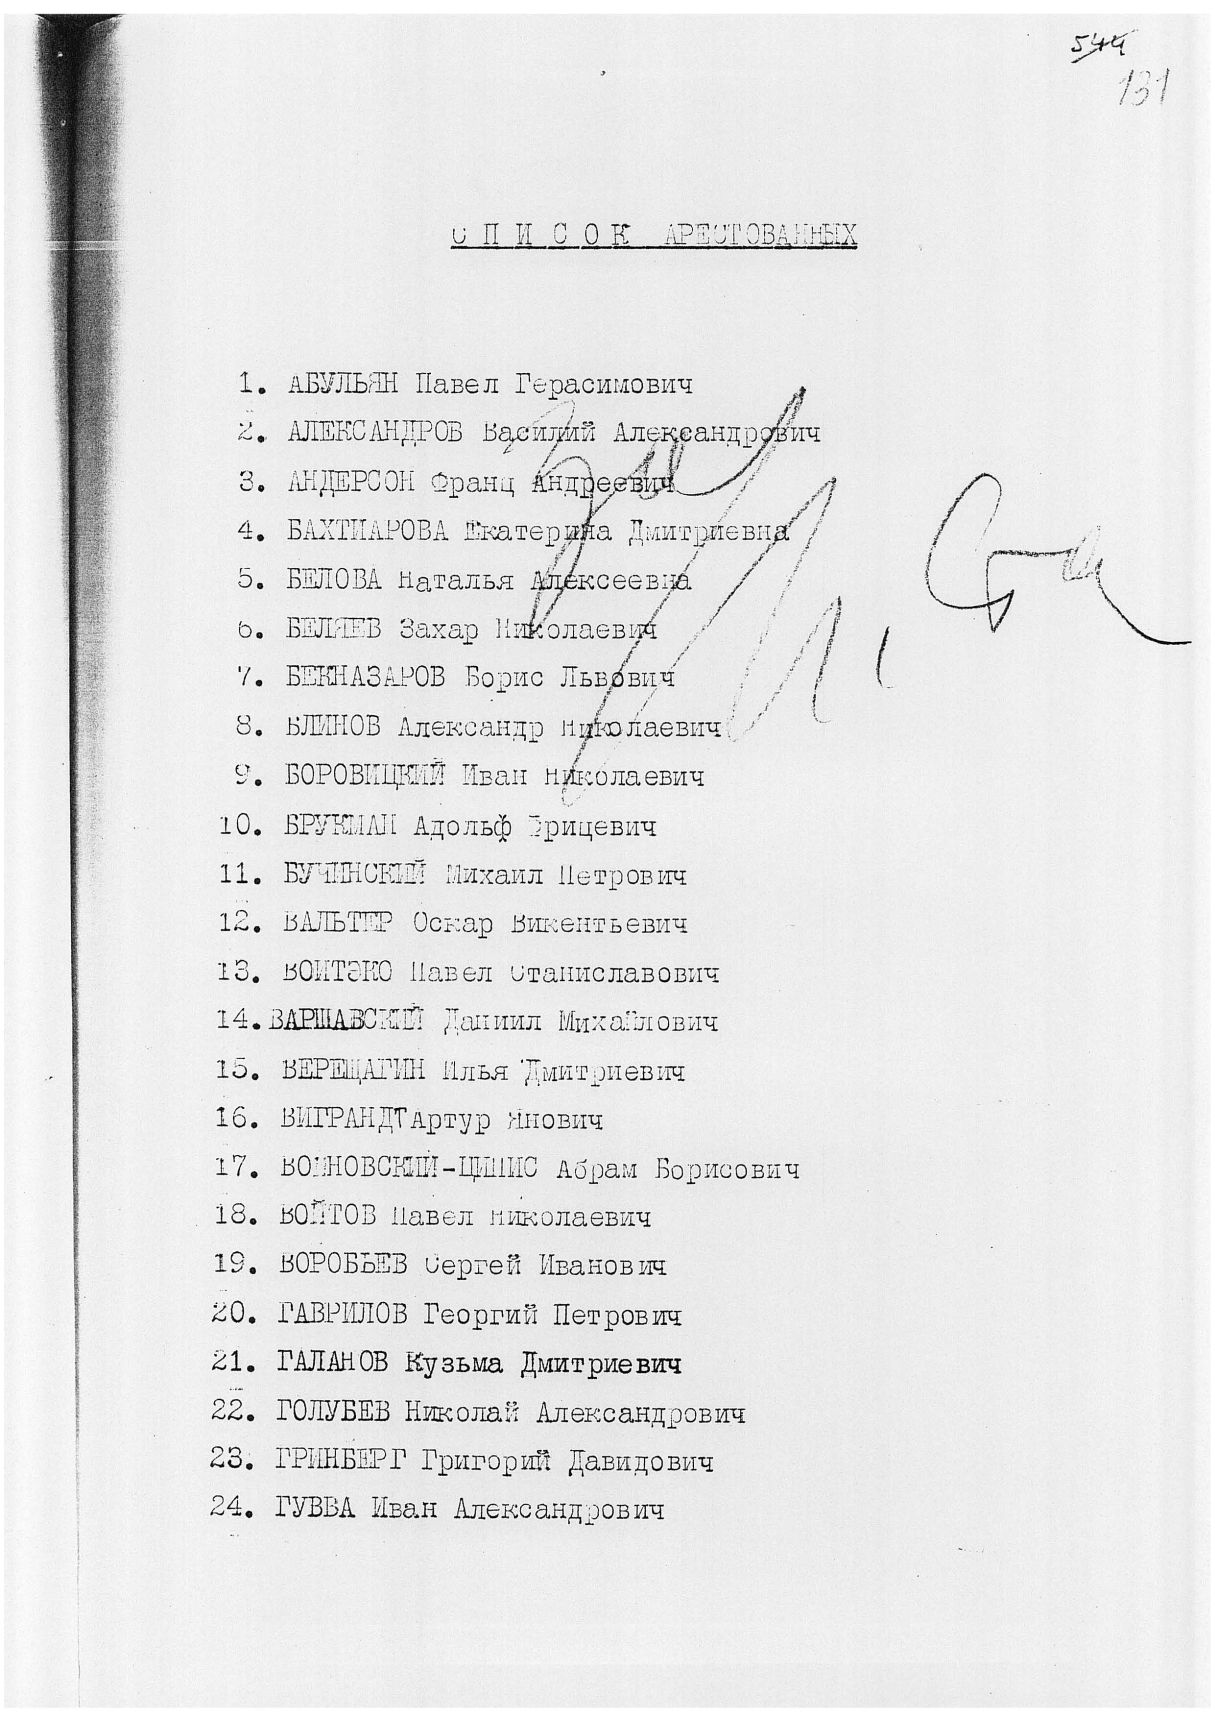 544
131
С П И С О К АРЕСТОВАННЫХ
1. АБУЛЬЯН Павел Герасимович
2. АЛЕКСАНДРОВ Василий Александрович
3. АНДЕРСОН Франц Андреевич
4. БАХТИАРОВА Екатерина Дмитриевна
5. БЕЛОВА Наталья Алексеевна
6. БЕЛЯЕВ Захар Николаевич
7. БЕКНАЗАРОВ Борис Львович
8. БЛИНОВ Александр Николаевич
9. БОРОВИЦКИЙ Иван Николаевич
10. БРУКМАН Адольф Фрицевич
11. БУЧИНСКИЙ Михаил Петрович
12. ВАЛЬТЕР Оскар Викентьевич
13. ВОЙТЭКО Павел Станиславович
14. ВАРШАВСКИЙ Даниил Михайлович
15. ВЕРЕЩАГИН Илья Дмитриевич
16. ВИГРАНДТ Артур Янович
17. ВОЙНОВСКИЙ-ЦИПИС Абрам Борисович
18. ВОЙТОВ Павел Николаевич
19. ВОРОБЬЕВ Сергей Иванович
20. ГАВРИЛОВ Георгий Петрович
21. ГАЛАНОВ Кузьма Дмитриевич
22. ГОЛУБЕВ Николай Александрович
23. ГРИНБЕРГ Григорий Давидович
24. ГУВВА Иван Александрович
За
И. Ст